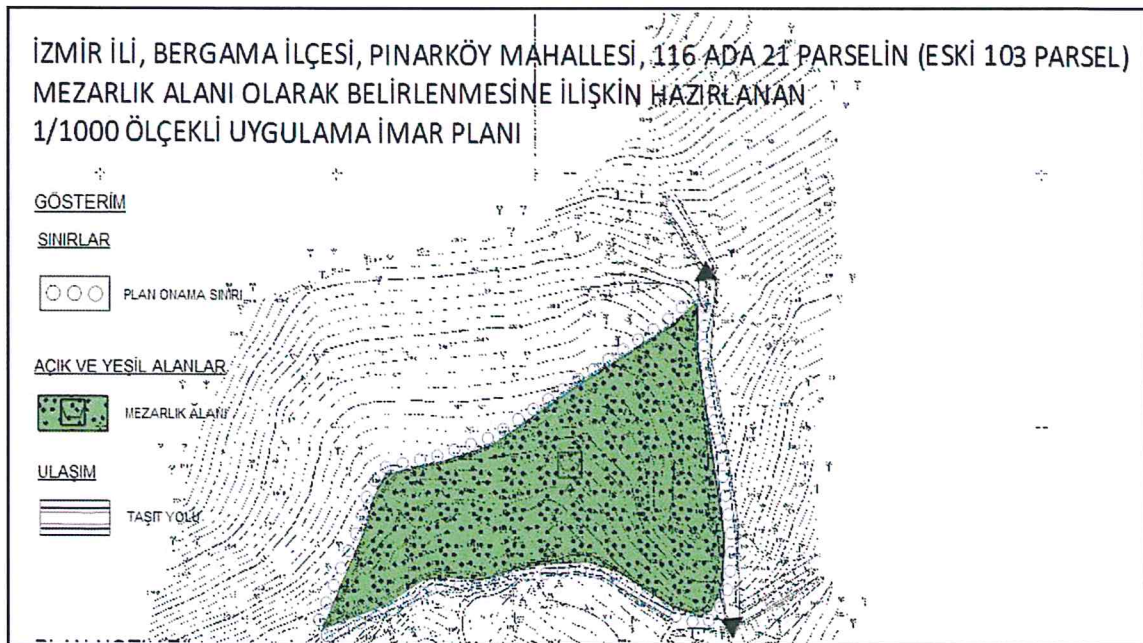 İZMİR İLİ, BERGAMA İLÇESİ, PINARKÖY MAHALLESİ, 116 ADA 21 PARSELİN (ESKİ 103 PARSEL)
MEZARLIK ALANI OLARAK BELİRLENMESİNE İLİŞKİN HAZIRLANAN
1/1000 ÖLÇEKLİ UYGULAMA İMAR PLANI
GÖSTERİM
SINIRLAR
PLAN ONAMA SINIRI
AÇIK VE YEŞİL ALANLAR
MEZARLIK ALANI
ULAŞIM
TAŞIT YOLU